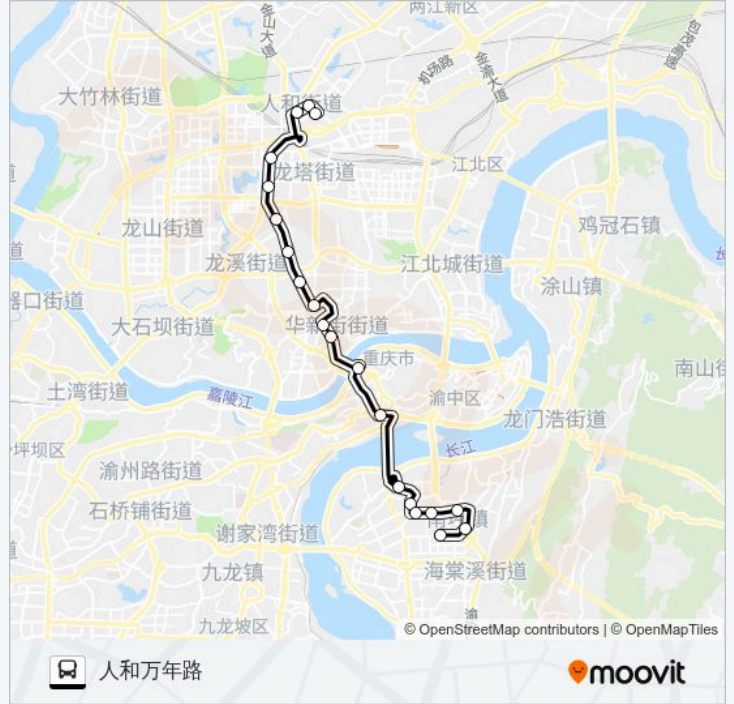 两江新区
金山大道
包茂高速
机场路
金渝大道
大竹林街道
人和街道
江北区
龙塔街道
龙山街道
鸡冠石镇
龙溪街道
江北城街道
涂山镇
器口街道
大石坝街道
华新街街道
重庆市
南山街
土湾街道
嘉陵江
渝中区
龙门浩街道
坪坝区
长江
渝州路街道
石桥铺街道
谢家湾街道
南坪镇
九龙镇
海棠溪街道
渝
九龙坡区
© OpenStreetMap contributors | © OpenMapTiles
人和万年路
moovit